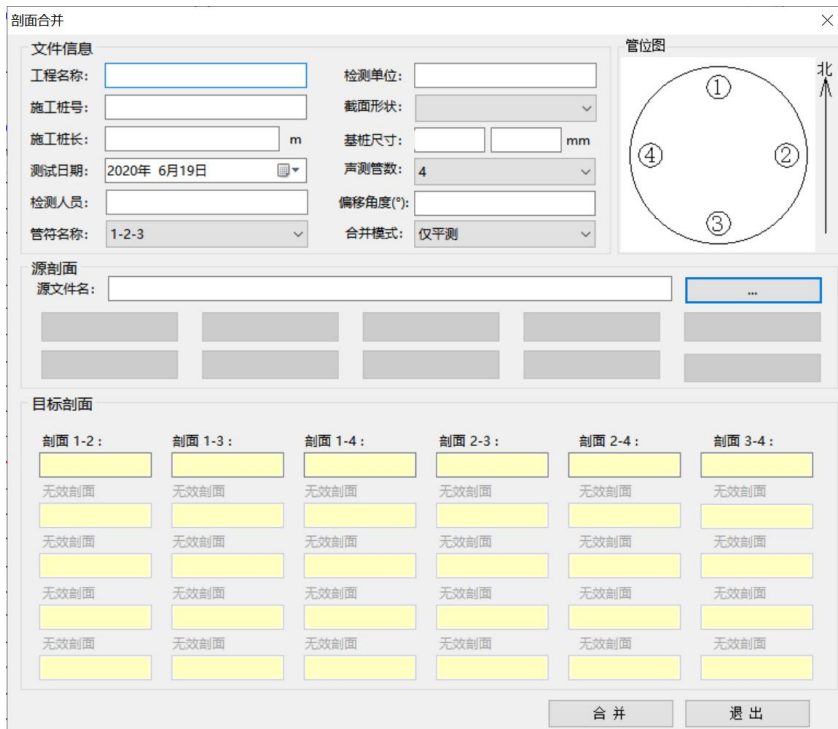 剖面合并
文件信息
管位图
工程名称:
检测单位:
北
施工桩号:
截面形状:
①
施工桩长:
m
基桩尺寸:
mm
测试日期:
2020年 6月19日
声测管数:
4
④
②
检测人员:
偏移角度(°):
管符名称:
1-2-3
合并模式:
仅平测
③
源剖面
源文件名:
...
目标剖面
剖面 1-2 :
剖面 1-3 :
剖面 1-4 :
剖面 2-3 :
剖面 2-4 :
剖面 3-4 :
无效剖面 无效剖面 无效剖面 无效剖面 无效剖面 无效剖面
无效剖面 无效剖面 无效剖面 无效剖面 无效剖面 无效剖面
无效剖面 无效剖面 无效剖面 无效剖面 无效剖面 无效剖面
无效剖面 无效剖面 无效剖面 无效剖面 无效剖面 无效剖面
合 并
退 出